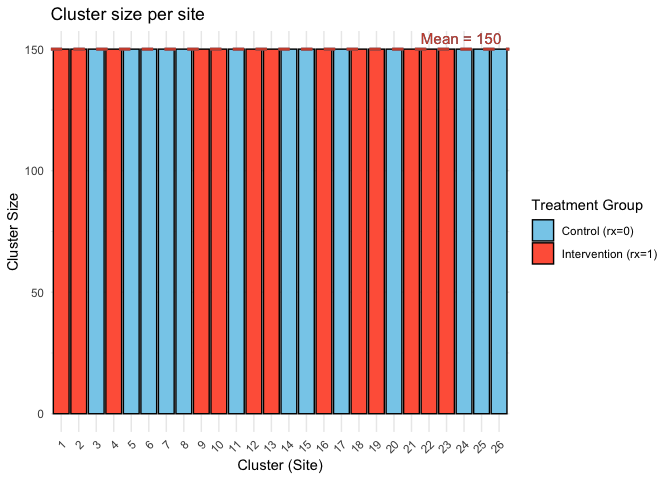 Cluster size per site
Mean = 150
150
100
50
0
Cluster Size
1 2 3 4 5 6 7 8 9 10 11 12 13 14 15 16 17 18 19 20 21 22 23 24 25 26
Cluster (Site)
Treatment Group
Control (rx=0)
Intervention (rx=1)